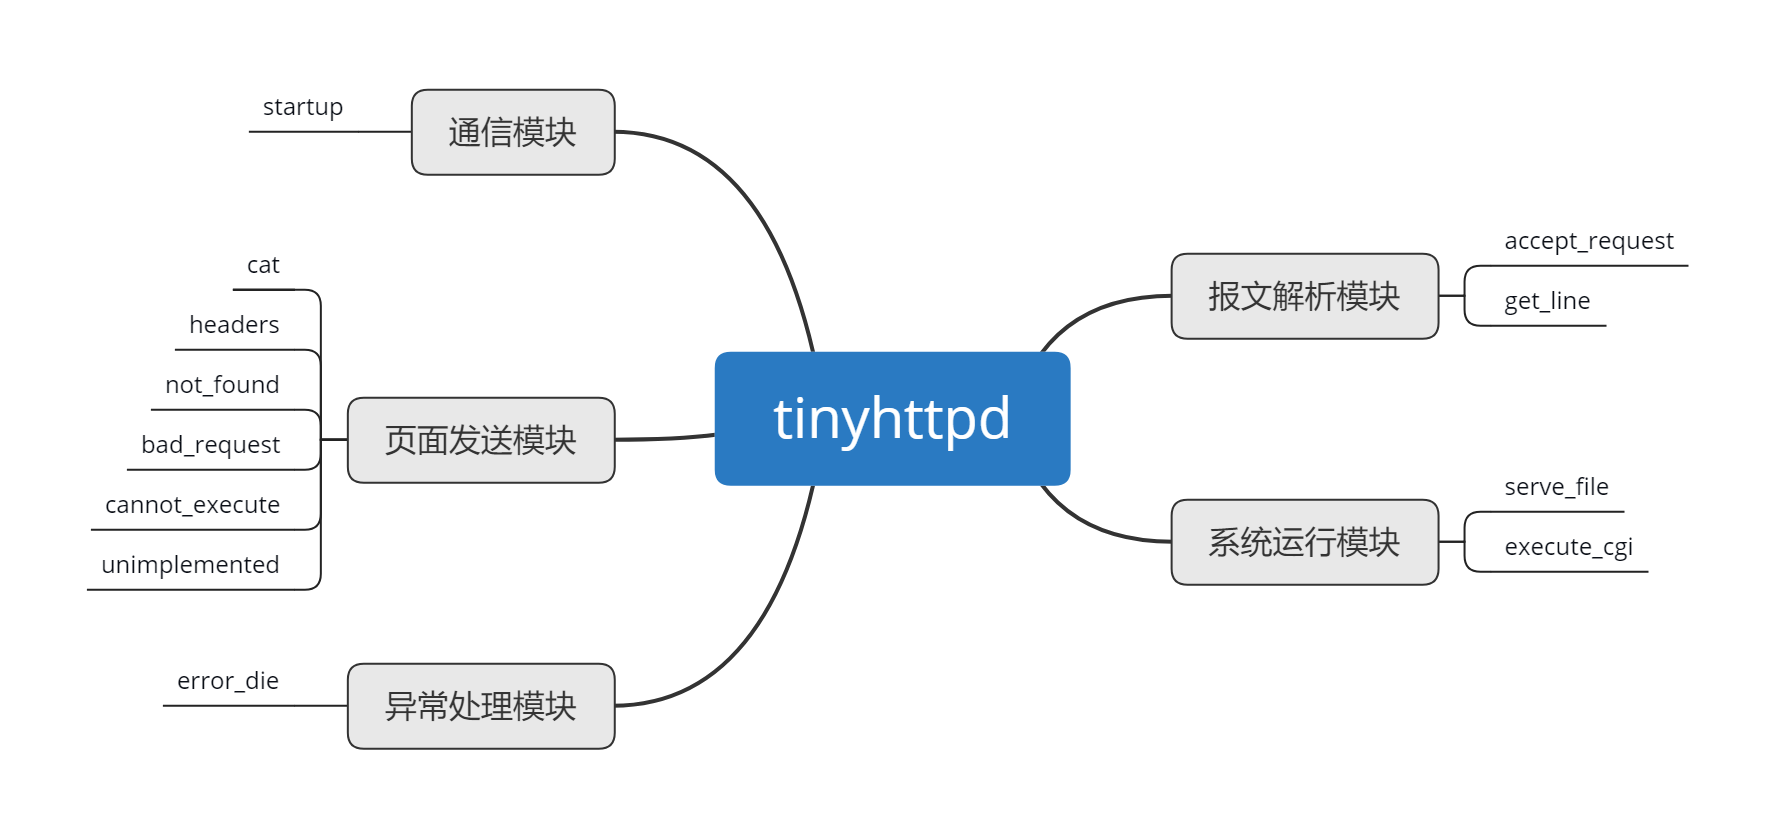 startup
通信模块
cat
headers
not_found
bad_request
cannot_execute
unimplemented
页面发送模块
error_die
异常处理模块
tinyhttpd
报文解析模块
accept_request
get_line
系统运行模块
serve_file
execute_cgi